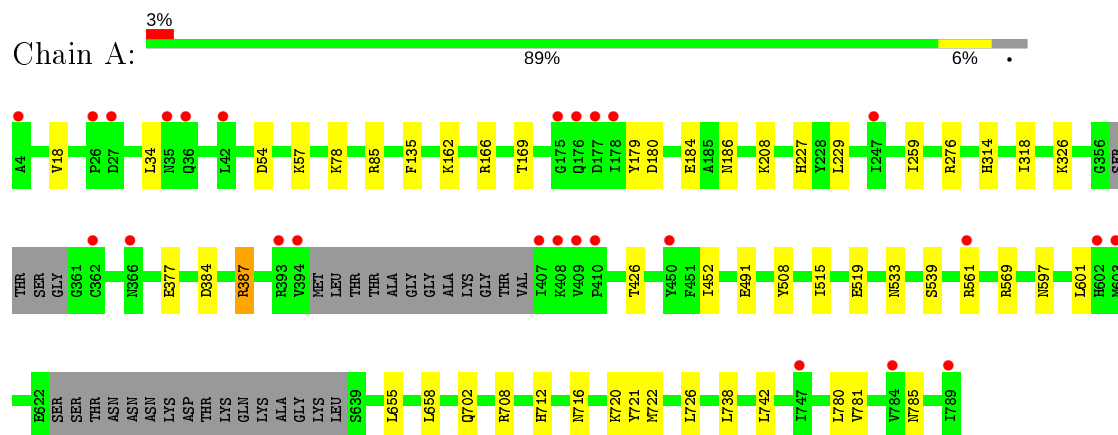 3%
Chain A:
89% 6% •
A4 V18 P26 D27 L34 N35 Q36 L42 D54 K57 K78 R85 F135 K162 R166 T169 G175 Q176 D177 I178 Y179 D180 E184 A185 N186 K208 H227 Y228 L229 I247 I259 R276 H314 I318 K326 G356 SER
THR SER GLY G361 C362 N366 E377 D384 R387 R393 V394 MET LEU THR THR ALA GLY GLY ALA LYS GLY THR VAL I407 K408 V409 P410 T426 Y450 F451 I452 E491 Y508 I515 E519 N533 S539 R561 R569 N597 L601 H602 M603
E622 SER SER THR ASN ASN ASN LYS ASP THR LYS GLN LYS ALA GLY LYS LEU S639 L655 L658 Q702 R708 H712 N716 K720 Y721 M722 L726 L738 L742 I747 L780 V781 V784 N785 I789